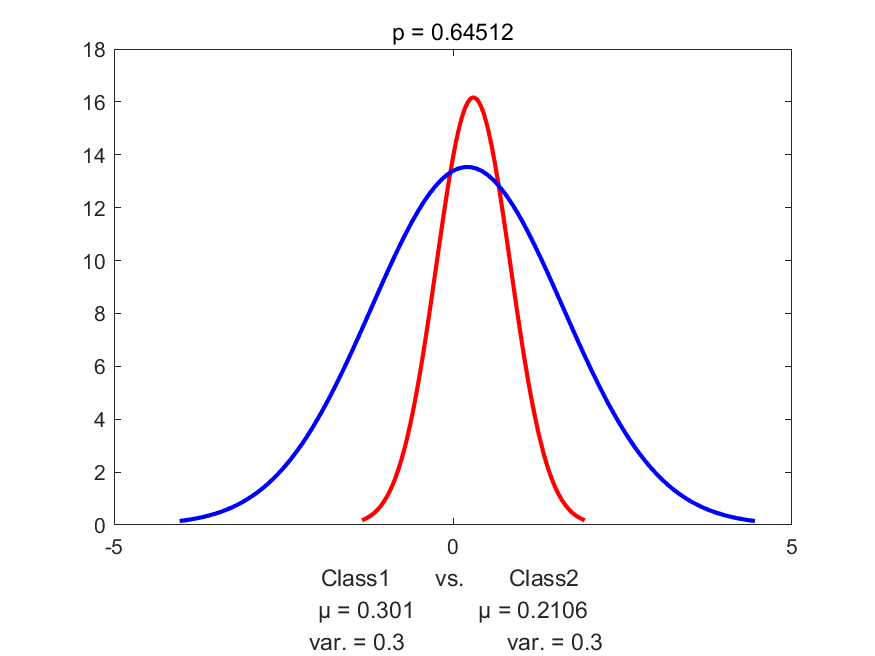 p = 0.64512
18
16
14
12
10
8
6
4
2
0
-5 0 5
Class1 vs. Class2
μ = 0.301 μ = 0.2106
var. = 0.3 var. = 0.3